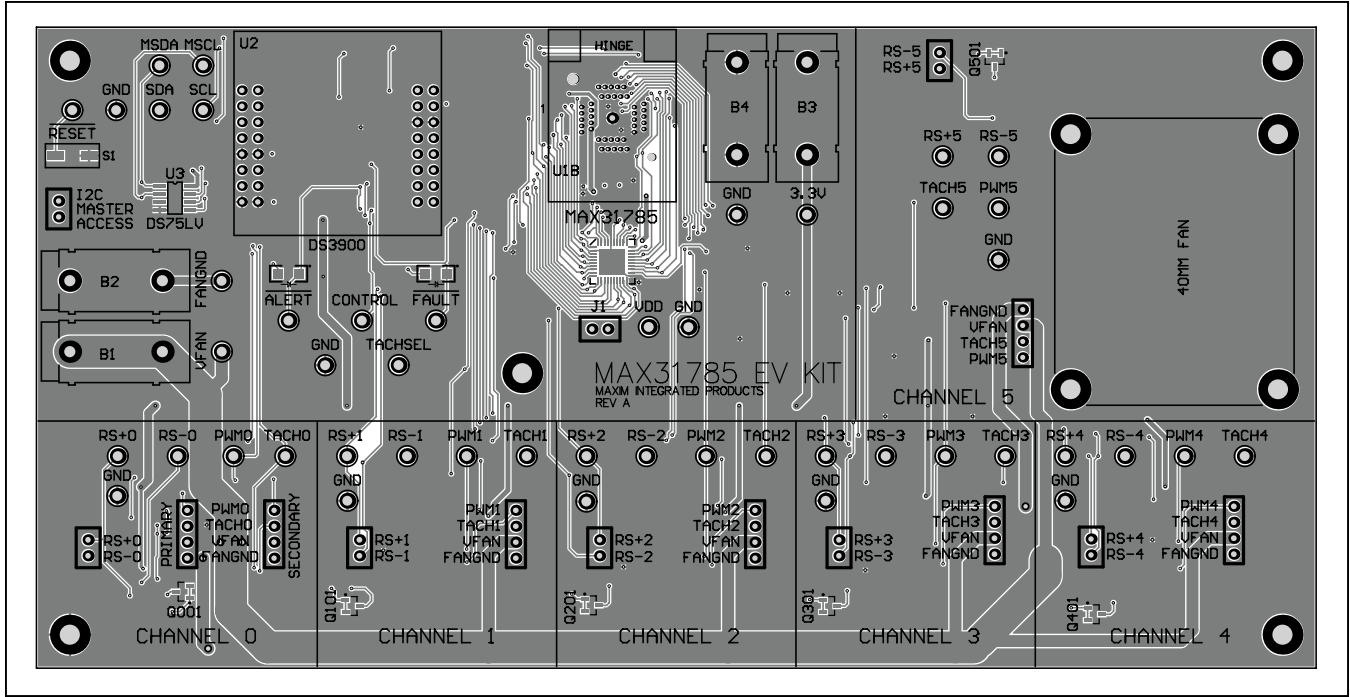 U2
HINGE
MSDA MSCL
RS-5
RS+5
Q501
GND SDA SCL
B4
B3
1
RESET
S1
RS+5 RS-5
U3
U1B
I2C
MASTER
ACCESS
TACH5 PWM5
GND 3.3V
DS75LV
MAX31785
DS3900
GND
40MM FAN
B2
FANGND
ALERT CONTROL FAULT
J1 VDD GND
FANGND
VFAN
TACH5
PWM5
B1
VFAN
GND TACHSEL
MAX31785 EV KIT
MAXIM INTEGRATED PRODUCTS
REV A
CHANNEL 5
RS+0 RS-0 PWM0 TACH0 RS+1 RS-1 PWM1 TACH1 RS+2 RS-2 PWM2 TACH2 RS+3 RS-3 PWM3 TACH3 RS+4 RS-4 PWM4 TACH4
GND GND GND GND GND
RS+0
RS-0
PRIMARY
PWM0
TACH0
VFAN
FANGND
SECONDARY
RS+1
RS-1
PWM1
TACH1
VFAN
FANGND
RS+2
RS-2
PWM2
TACH2
VFAN
FANGND
RS+3
RS-3
PWM3
TACH3
VFAN
FANGND
RS+4
RS-4
PWM4
TACH4
VFAN
FANGND
Q001
Q101
Q201
Q301
Q401
CHANNEL 0 CHANNEL 1 CHANNEL 2 CHANNEL 3 CHANNEL 4